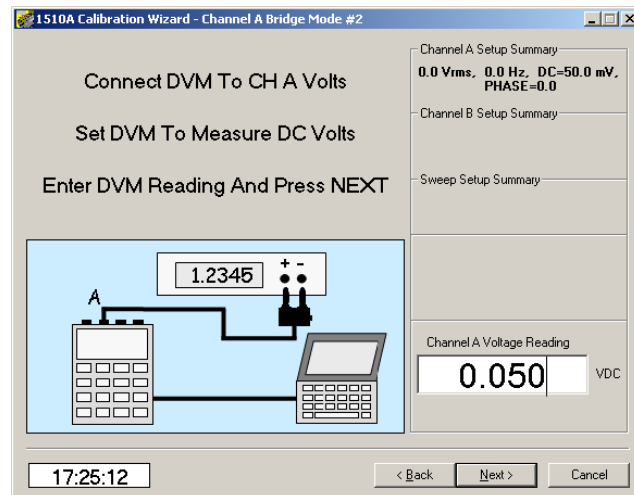 1510A Calibration Wizard - Channel A Bridge Mode #2
Connect DVM To CH A Volts
Set DVM To Measure DC Volts
Enter DVM Reading And Press NEXT
Channel A Setup Summary
0.0 Vrms, 0.0 Hz, DC=50.0 mV,
PHASE=0.0
Channel B Setup Summary
Sweep Setup Summary
+ -
1.2345
A
Channel A Voltage Reading
0.050 VDC
17:25:12
< Back
Next >
Cancel